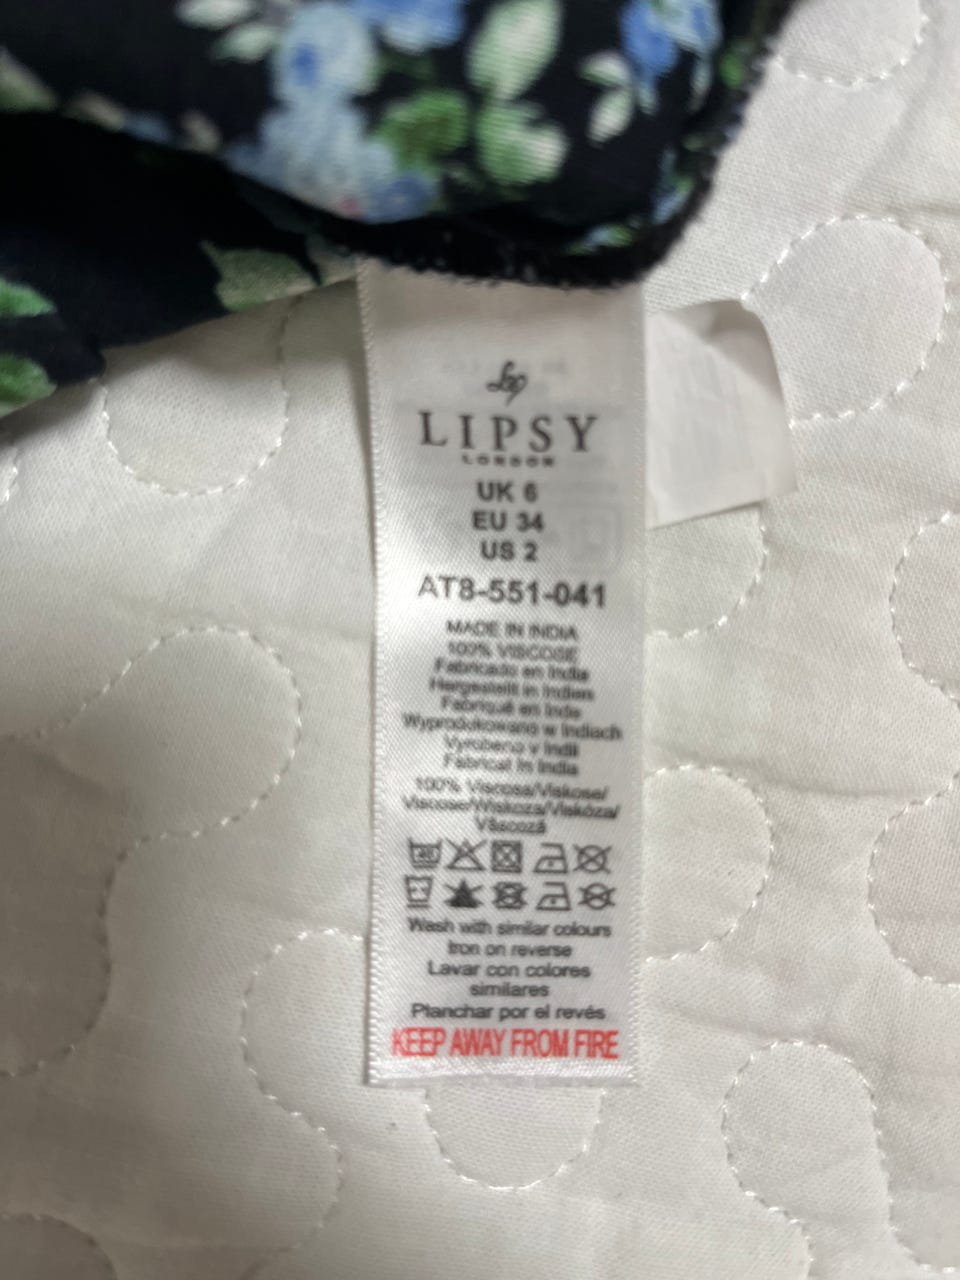 Lipsy
LIPSY
LONDON
UK 6
EU 34
US 2
AT8-551-041
MADE IN INDIA
100% VISCOSE
Fabricado en India
Hergestellt in Indien
Fabriqué en Inde
Wyprodukowano w Indiach
Vyrobeno v Indii
Fabricat în India
100% Viscosa/Viskose/
Viscose/Wiskoza/Viskóza/
Vâscoză
Wash with similar colours
Iron on reverse
Lavar con colores
similares
Planchar por el revés
KEEP AWAY FROM FIRE